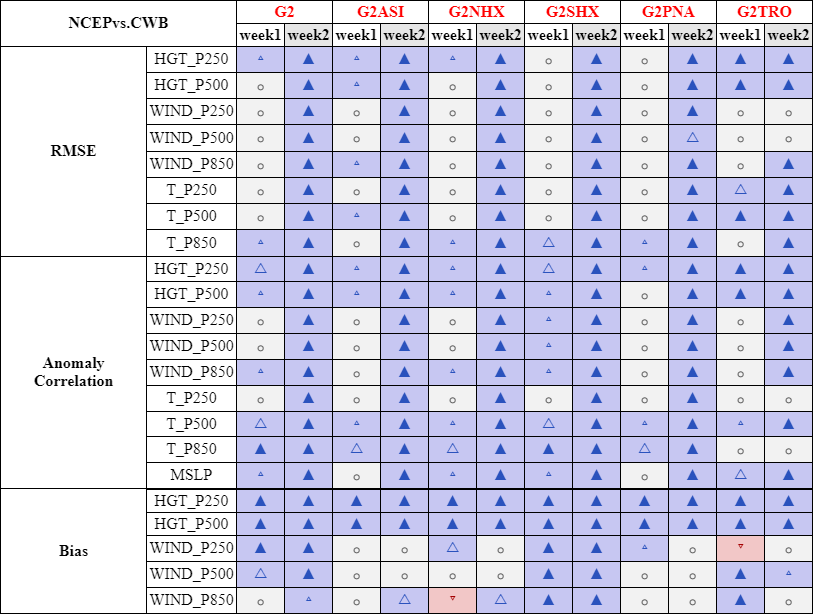 NCEPvs.CWB G2 G2ASI G2NHX G2SHX G2PNA G2TRO
week1 week2 week1 week2 week1 week2 week1 week2 week1 week2 week1 week2
RMSE
HGT_P250 ▵ ▲ ▵ ▲ ▵ ▲ ○ ▲ ○ ▲ ▲ ▲
HGT_P500 ○ ▲ ▵ ▲ ○ ▲ ○ ▲ ○ ▲ ▲ ▲
WIND_P250 ○ ▲ ○ ▲ ○ ▲ ○ ▲ ○ ▲ ○ ○
WIND_P500 ○ ▲ ○ ▲ ○ ▲ ○ ▲ ○ △ ○ ○
WIND_P850 ○ ▲ ▵ ▲ ○ ▲ ○ ▲ ○ ▲ ○ ▲
T_P250 ○ ▲ ○ ▲ ○ ▲ ○ ▲ ○ ▲ △ ▲
T_P500 ○ ▲ ▵ ▲ ○ ▲ ○ ▲ ○ ▲ ▲ ▲
T_P850 ▵ ▲ ○ ▲ ▵ ▲ △ ▲ ▵ ▲ ○ ▲
Anomaly
Correlation
HGT_P250 △ ▲ ▵ ▲ ▵ ▲ △ ▲ ▵ ▲ ▲ ▲
HGT_P500 ▵ ▲ ▵ ▲ ▵ ▲ ▵ ▲ ○ ▲ ▲ ▲
WIND_P250 ○ ▲ ○ ▲ ○ ▲ ▵ ▲ ○ ▲ ○ ▲
WIND_P500 ○ ▲ ○ ▲ ○ ▲ ▵ ▲ ○ ▲ ○ ▲
WIND_P850 ▵ ▲ ○ ▲ ▵ ▲ ▵ ▲ ○ ▲ ○ ▲
T_P250 ○ ▲ ○ ▲ ○ ▲ ○ ▲ ○ ▲ ○ ○
T_P500 △ ▲ ▵ ▲ ▵ ▲ △ ▲ ▵ ▲ ▵ ▲
T_P850 ▲ ▲ △ ▲ △ ▲ ▲ ▲ △ ▲ ○ ○
MSLP ▵ ▲ ○ ▲ ▵ ▲ ▵ ▲ ○ ▲ △ ▲
Bias
HGT_P250 ▲ ▲ ▲ ▲ ▲ ▲ ▲ ▲ ▲ ▲ ▲ ▲
HGT_P500 ▲ ▲ ▲ ▲ ▲ ▲ ▲ ▲ ▲ ▲ ▲ ▲
WIND_P250 ▲ ▲ ○ ○ △ ○ ▲ ▲ ▵ ○ ▿ ○
WIND_P500 △ ▲ ○ ○ ○ ○ ▲ ▲ ○ ○ ▲ ▵
WIND_P850 ○ ▵ ○ △ ▿ △ ▲ ▲ ○ ○ ▲ ○